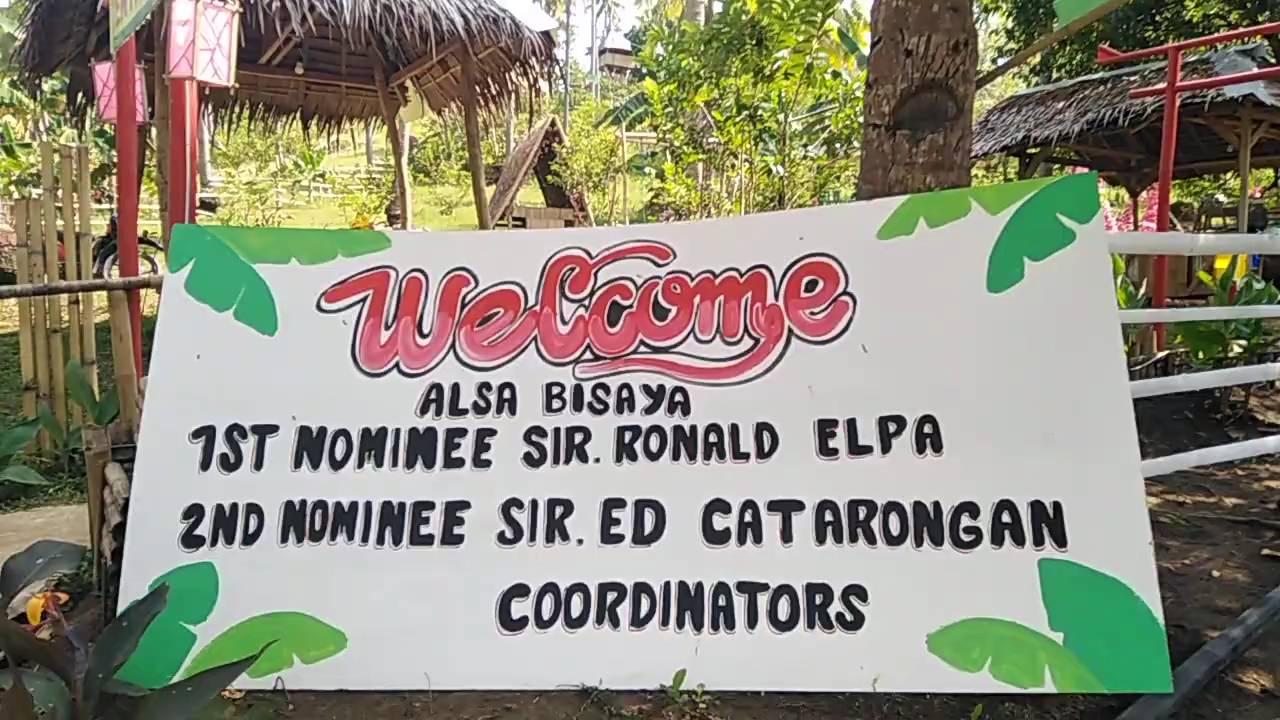 Welcome
ALSA BISAYA
1ST NOMINEE SIR. RONALD ELPA
2ND NOMINEE SIR. ED CATARONGAN
COORDINATORS